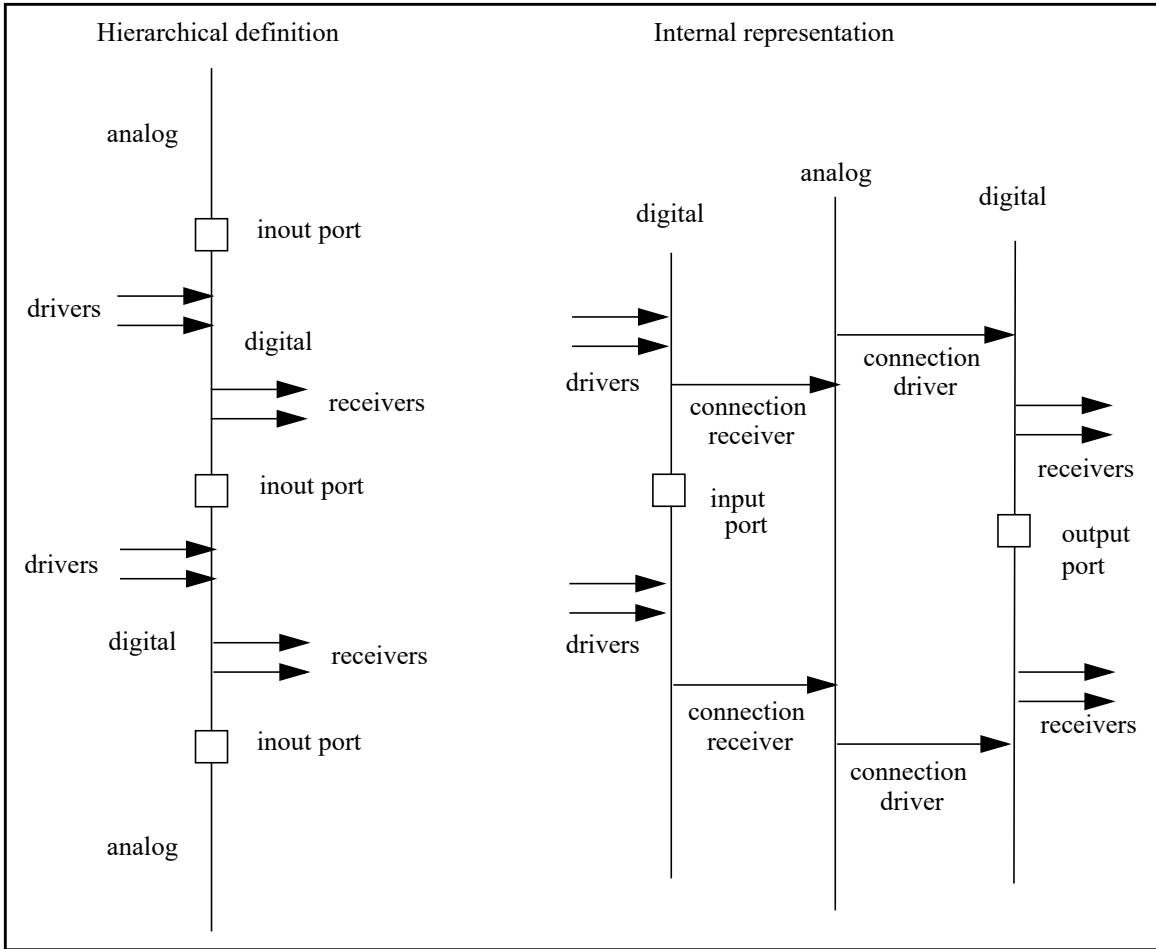 Hierarchical definition
analog
inout port
drivers
digital
receivers
inout port
drivers
digital
receivers
inout port
analog
Internal representation
analog
digital
digital
drivers
connection
receiver
connection
driver
receivers
input
port
output
port
drivers
connection
receiver
receivers
connection
driver